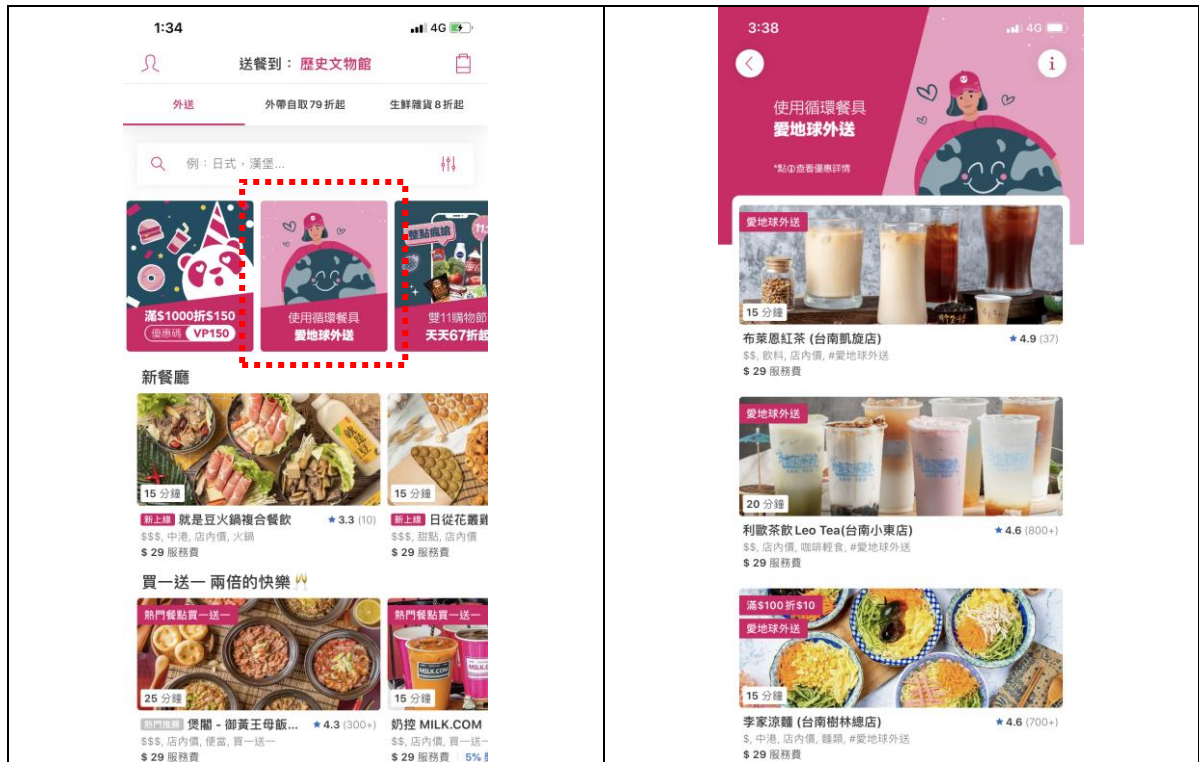 1:34
4G
送餐到： 歷史文物館
外送
外帶自取 79 折起
生鮮雜貨 8 折起
例：日式，漢堡...
滿$1000折$150
優惠碼 VP150
使用循環餐具
愛地球外送
整點瘋搶
雙11購物節
天天67折起
新餐廳
15 分鐘
新上線 就是豆火鍋複合餐飲
★ 3.3 (10)
$$$, 中港, 店內價, 火鍋
$ 29 服務費
15 分鐘
新上線 日從花叢雞
$$$, 甜點, 店內價
$ 29 服務費
買一送一 兩倍的快樂
熱門餐點買一送一
25 分鐘
熱門推薦 煲閣 - 御黃王母飯...
★ 4.3 (300+)
$$$, 店內價, 便當, 買一送一
$ 29 服務費
熱門餐點買一送一
MILK.COM
15 分鐘
奶控 MILK.COM
$$, 店內價, 買一送一
$ 29 服務費
5%
3:38
4G
使用循環餐具
愛地球外送
*點ⓘ查看優惠詳情
愛地球外送
15 分鐘
布萊恩紅茶 (台南凱旋店)
★ 4.9 (37)
$$, 飲料, 店內價, #愛地球外送
$ 29 服務費
愛地球外送
20 分鐘
利歐茶飲 Leo Tea(台南小東店)
★ 4.6 (800+)
$$, 店內價, 咖啡輕食, #愛地球外送
$ 29 服務費
滿$100 折$10
愛地球外送
15 分鐘
李家涼麵 (台南樹林總店)
★ 4.6 (700+)
$, 中港, 店內價, 麵類, #愛地球外送
$ 29 服務費